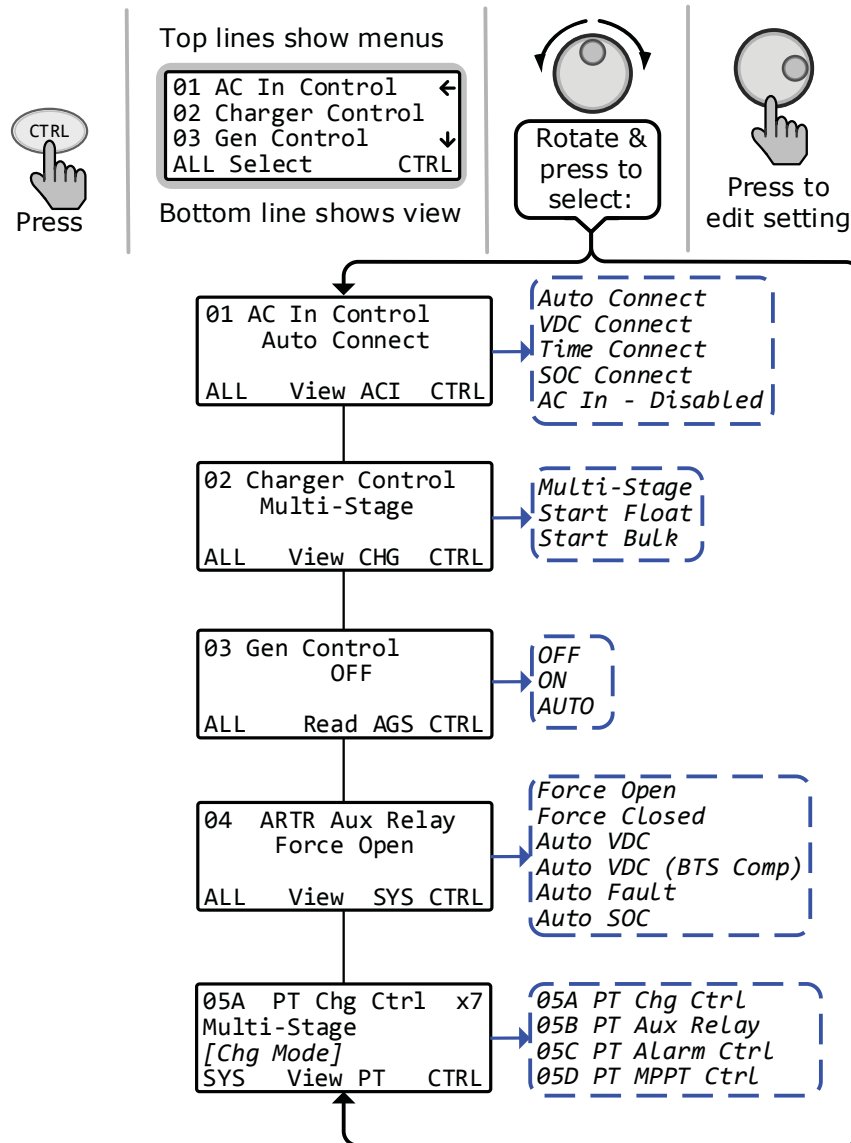 CTRL
Press
Top lines show menus
01 AC In Control ←
02 Charger Control
03 Gen Control ↓
ALL Select CTRL
Bottom line shows view
Rotate &
press to
select:
Press to
edit setting
01 AC In Control
Auto Connect
ALL View ACI CTRL
Auto Connect
VDC Connect
Time Connect
SOC Connect
AC In - Disabled
02 Charger Control
Multi-Stage
ALL View CHG CTRL
Multi-Stage
Start Float
Start Bulk
03 Gen Control
OFF
ALL Read AGS CTRL
OFF
ON
AUTO
04 ARTR Aux Relay
Force Open
ALL View SYS CTRL
Force Open
Force Closed
Auto VDC
Auto VDC (BTS Comp)
Auto Fault
Auto SOC
05A PT Chg Ctrl x7
Multi-Stage
[Chg Mode]
SYS View PT CTRL
05A PT Chg Ctrl
05B PT Aux Relay
05C PT Alarm Ctrl
05D PT MPPT Ctrl